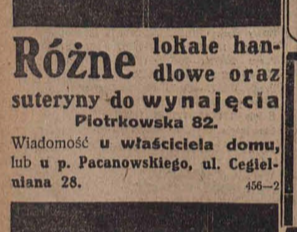 Różne lokale han-
dlowe oraz
suteryny do wynajęcia
Piotrkowska 82.
Wiadomość u właściciela domu,
lub u p. Pacanowskiego, ul. Cegiel-
niana 28. 456—2